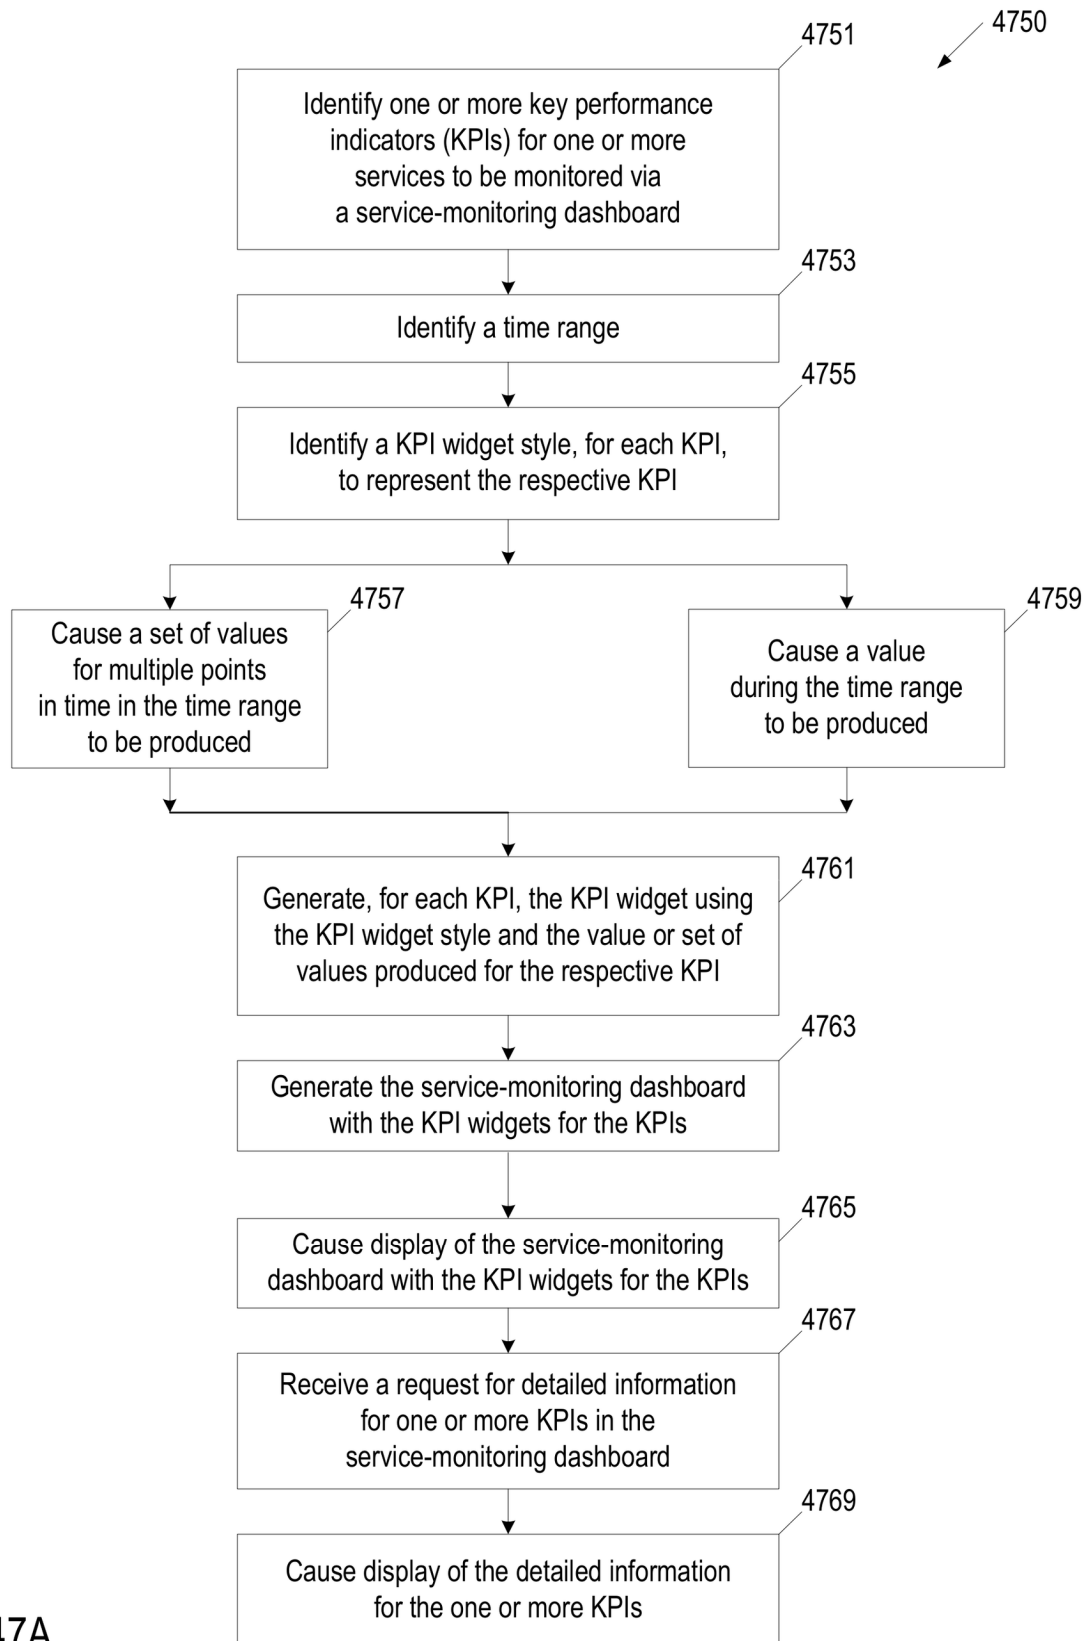 4750
4751
Identify one or more key performance
indicators (KPIs) for one or more
services to be monitored via
a service-monitoring dashboard
4753
Identify a time range
4755
Identify a KPI widget style, for each KPI,
to represent the respective KPI
4757
Cause a set of values
for multiple points
in time in the time range
to be produced
4759
Cause a value
during the time range
to be produced
4761
Generate, for each KPI, the KPI widget using
the KPI widget style and the value or set of
values produced for the respective KPI
4763
Generate the service-monitoring dashboard
with the KPI widgets for the KPIs
4765
Cause display of the service-monitoring
dashboard with the KPI widgets for the KPIs
4767
Receive a request for detailed information
for one or more KPIs in the
service-monitoring dashboard
4769
Cause display of the detailed information
for the one or more KPIs
47A